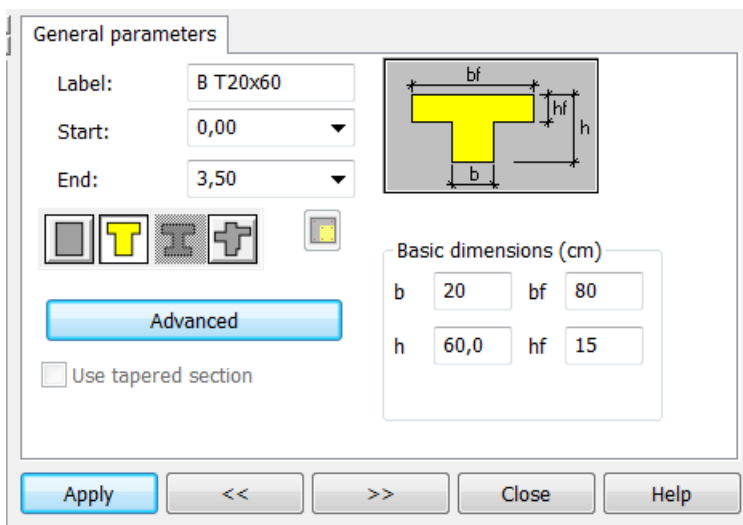 General parameters
Label: B T20x60
Start: 0,00
End: 3,50
bf
hf
h
b
Advanced
Use tapered section
Basic dimensions (cm)
b 20 bf 80
h 60,0 hf 15
Apply << >> Close Help